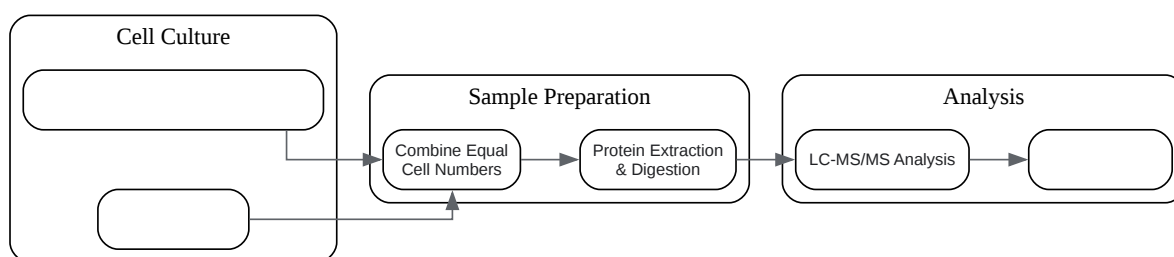 Cell Culture
Sample Preparation
Analysis
Combine Equal
Cell Numbers
Protein Extraction
& Digestion
LC-MS/MS Analysis